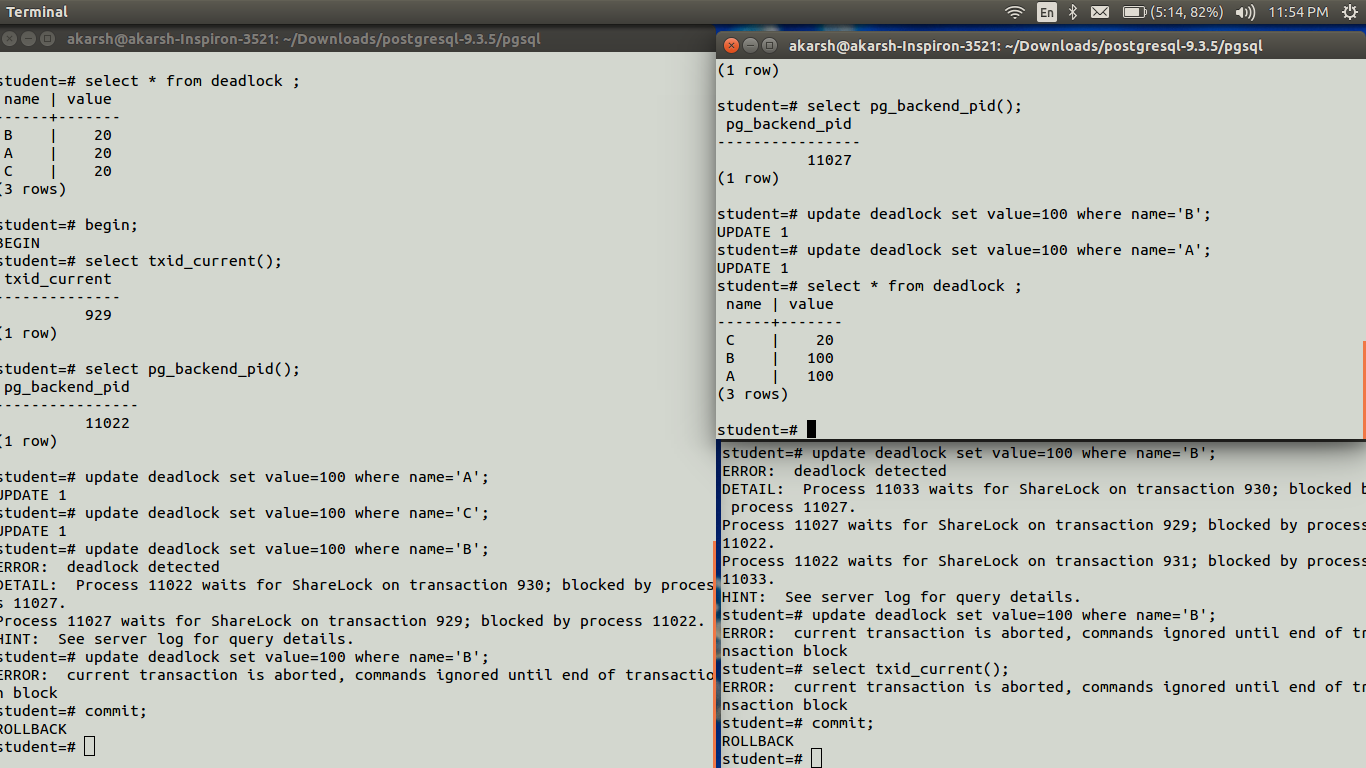 Terminal
En
(5:14, 82%)
11:54 PM
akarsh@akarsh-Inspiron-3521: ~/Downloads/postgresql-9.3.5/pgsql
student=# select * from deadlock ;
name | value
------+-------
B    |    20
A    |    20
C    |    20
(3 rows)
student=# begin;
BEGIN
student=# select txid_current();
txid_current
--------------
929
(1 row)
student=# select pg_backend_pid();
pg_backend_pid
----------------
11022
(1 row)
student=# update deadlock set value=100 where name='A';
UPDATE 1
student=# update deadlock set value=100 where name='C';
UPDATE 1
student=# update deadlock set value=100 where name='B';
ERROR:  deadlock detected
DETAIL:  Process 11022 waits for ShareLock on transaction 930; blocked by proces
s 11027.
Process 11027 waits for ShareLock on transaction 929; blocked by process 11022.
HINT:  See server log for query details.
student=# update deadlock set value=100 where name='B';
ERROR:  current transaction is aborted, commands ignored until end of transactio
n block
student=# commit;
ROLLBACK
student=#
akarsh@akarsh-Inspiron-3521: ~/Downloads/postgresql-9.3.5/pgsql
(1 row)
student=# select pg_backend_pid();
pg_backend_pid
----------------
11027
(1 row)
student=# update deadlock set value=100 where name='B';
UPDATE 1
student=# update deadlock set value=100 where name='A';
UPDATE 1
student=# select * from deadlock ;
name | value
------+-------
C    |    20
B    |   100
A    |   100
(3 rows)
student=#
student=# update deadlock set value=100 where name='B';
ERROR:  deadlock detected
DETAIL:  Process 11033 waits for ShareLock on transaction 930; blocked b
process 11027.
Process 11027 waits for ShareLock on transaction 929; blocked by process
11022.
Process 11022 waits for ShareLock on transaction 931; blocked by process
11033.
HINT:  See server log for query details.
student=# update deadlock set value=100 where name='B';
ERROR:  current transaction is aborted, commands ignored until end of tr
nsaction block
student=# select txid_current();
ERROR:  current transaction is aborted, commands ignored until end of tr
nsaction block
student=# commit;
ROLLBACK
student=#